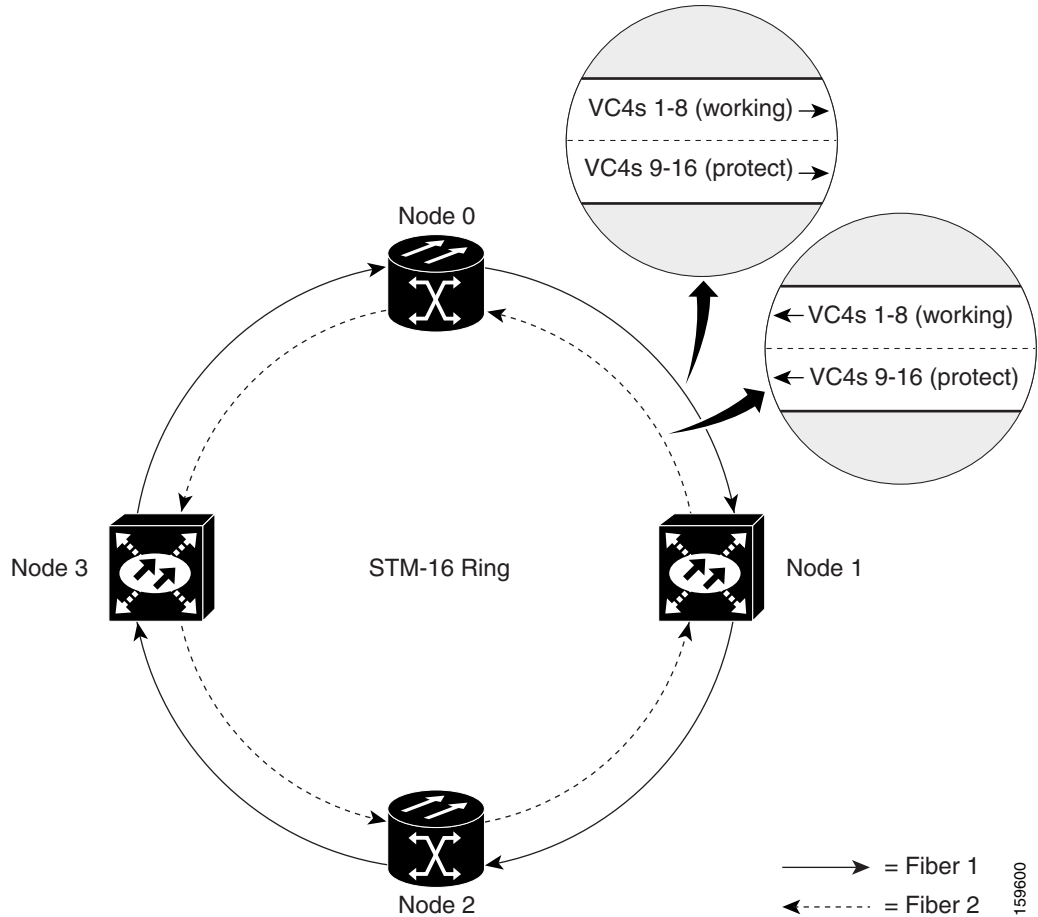 VC4s 1-8 (working)
VC4s 9-16 (protect)
Node 0
VC4s 1-8 (working)
VC4s 9-16 (protect)
Node 3
STM-16 Ring
Node 1
Node 2
= Fiber 1
= Fiber 2
159600